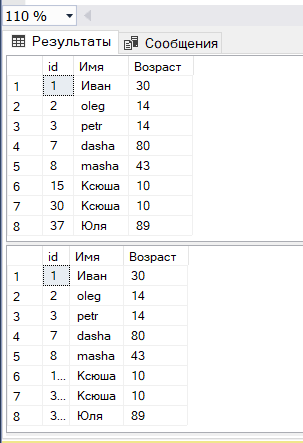 110 %
Результаты Сообщения
id Имя Возраст
1 1 Иван 30
2 2 oleg 14
3 3 petr 14
4 7 dasha 80
5 8 masha 43
6 15 Ксюша 10
7 30 Ксюша 10
8 37 Юля 89
id Имя Возраст
1 1 Иван 30
2 2 oleg 14
3 3 petr 14
4 7 dasha 80
5 8 masha 43
6 1... Ксюша 10
7 3... Ксюша 10
8 3... Юля 89